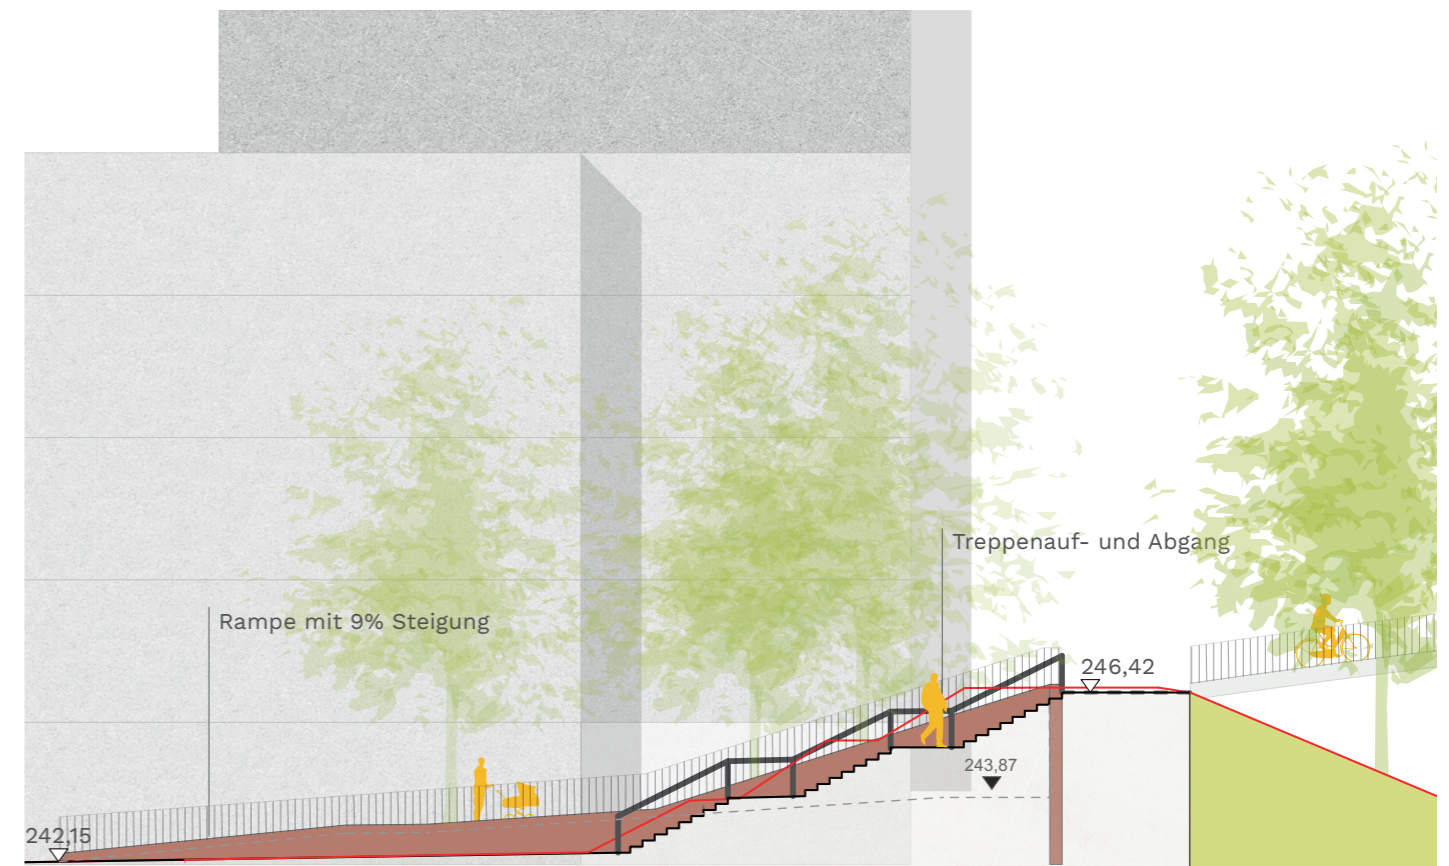 Treppenauf- und Abgang
Rampe mit 9% Steigung
246,42
243,87
242,15